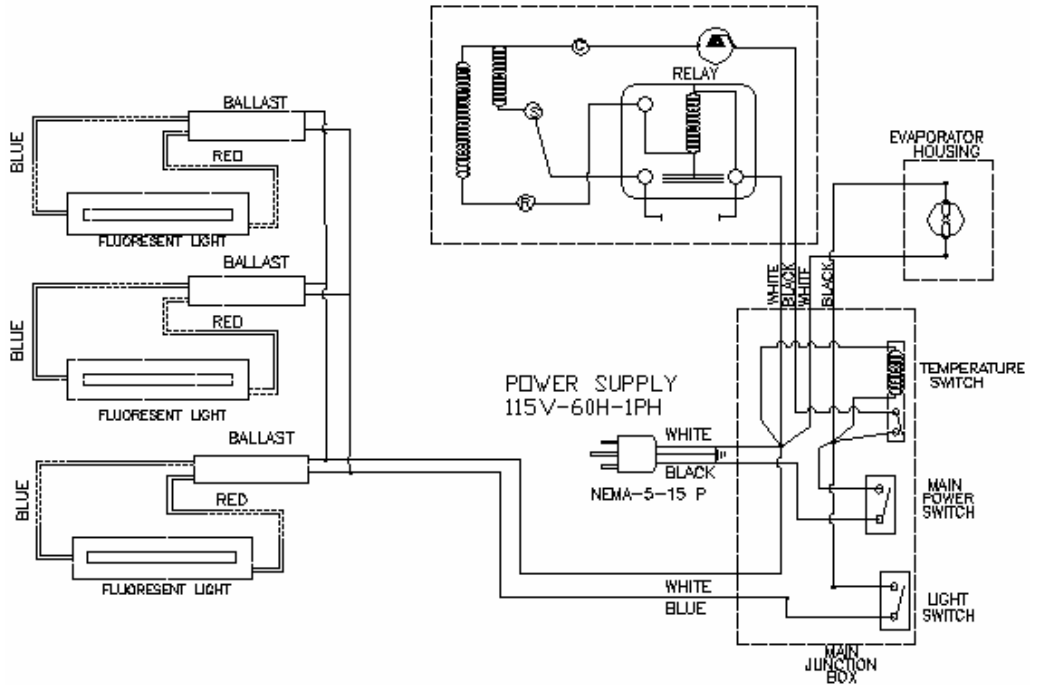 BALLAST
BLUE
RED
FLUORESENT LIGHT
BALLAST
BLUE
RED
FLUORESENT LIGHT
BALLAST
BLUE
RED
FLUORESENT LIGHT
C
RELAY
S
R
EVAPORATOR
HOUSING
WHITE
BLACK
WHITE
BLACK
POWER SUPPLY
115V-60H-1PH
WHITE
BLACK
NEMA-5-15 P
TEMPERATURE
SWITCH
MAIN
POWER
SWITCH
WHITE
BLUE
LIGHT
SWITCH
MAIN
JUNCTION
BOX